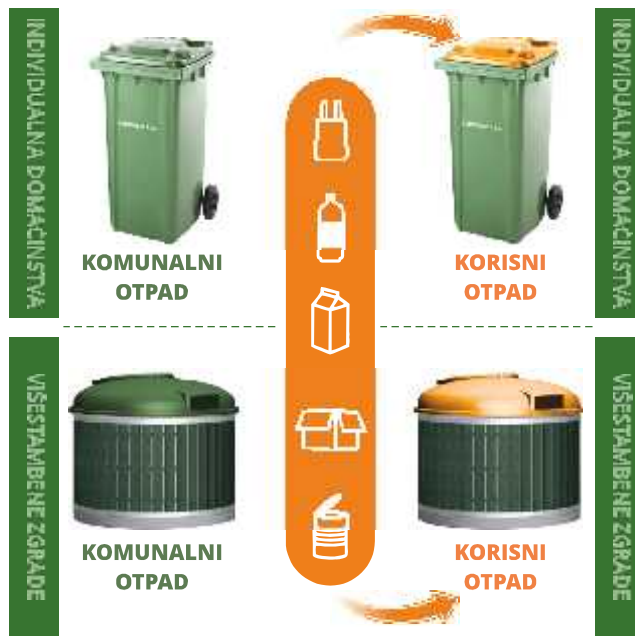 INDIVIDUALNA DOMAĆINSTVA
KOMUNALNI
OTPAD
KORISNI
OTPAD
INDIVIDUALNA DOMAĆINSTVA
VIŠESTAMBENE ZGRADE
KOMUNALNI
OTPAD
KORISNI
OTPAD
VIŠESTAMBENE ZGRADE